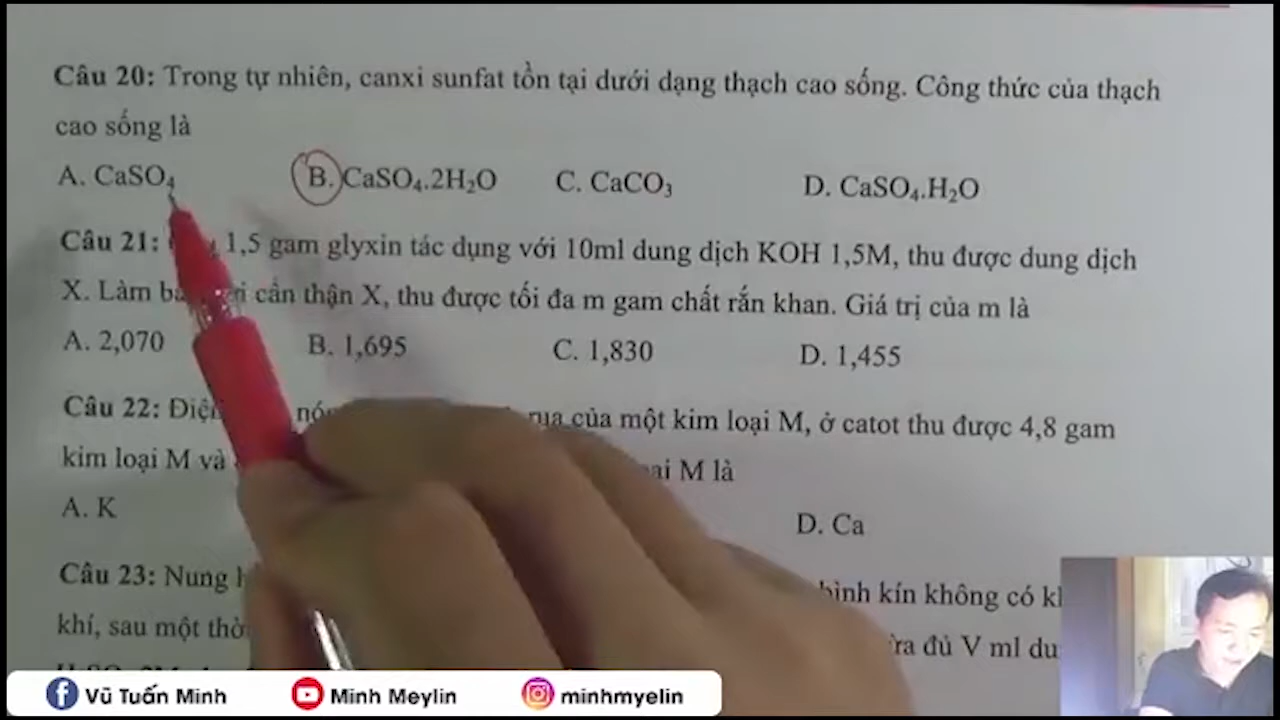 Câu 20: Trong tự nhiên, canxi sunfat tồn tại dưới dạng thạch cao sống. Công thức của thạch
cao sống là
A. CaSO₄ B. CaSO₄.2H₂O C. CaCO₃ D. CaSO₄.H₂O
Câu 21: 1,5 gam glyxin tác dụng với 10ml dung dịch KOH 1,5M, thu được dung dịch
X. Làm cẩn thận X, thu được tối đa m gam chất rắn khan. Giá trị của m là
A. 2,070 B. 1,695 C. 1,830 D. 1,455
Câu 22: của một kim loại M, ở catot thu được 4,8 gam
kim loại M và M là
A. K D. Ca
Câu 23: Nung bình kín không có
khí, sau một đủ V ml
Vũ Tuấn Minh Minh Meylin minhmyelin